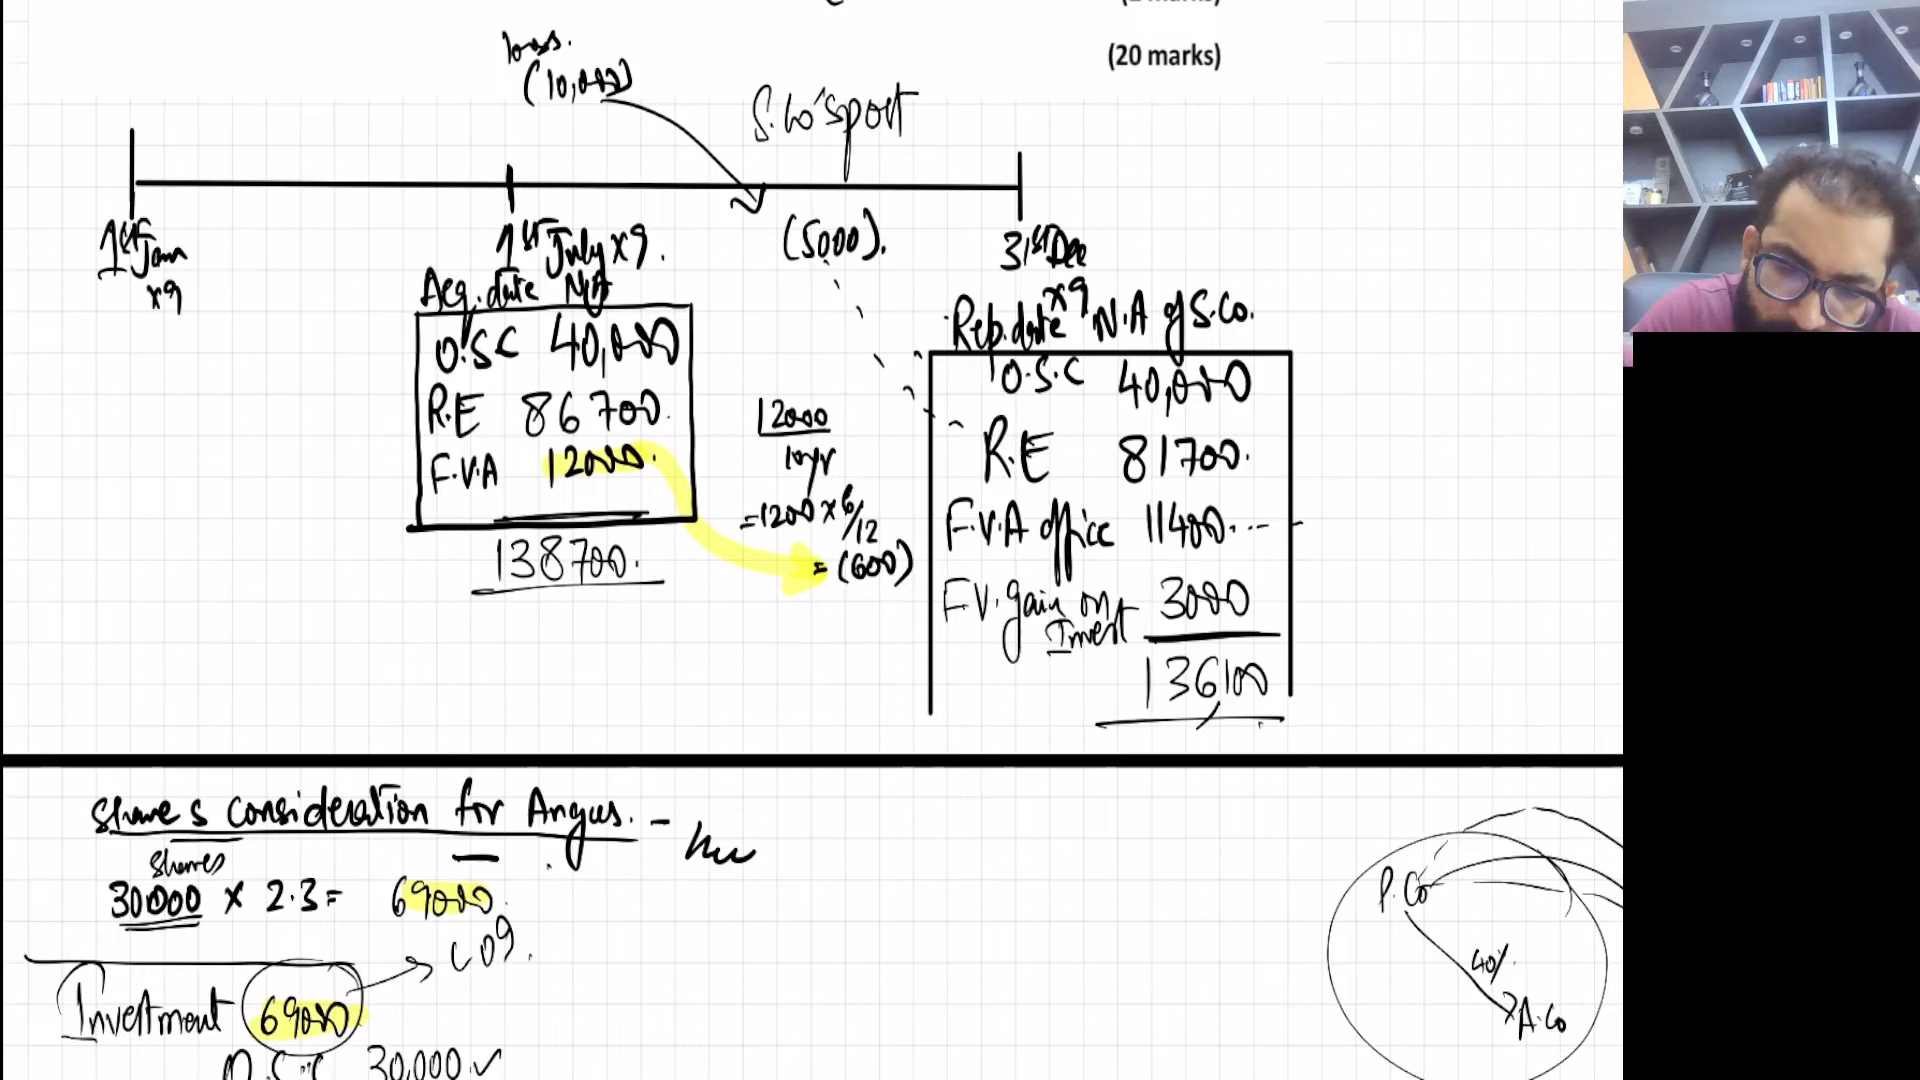 (20 marks)
loss.
(10,000)
S.Co's post
1st Jan
x9
1st July x9.
(5000).
31st Dec
x9
Acq. date N.A
O.S.C 40,000
R.E 86700.
F.V.A 12000.
138700.
12000
10yr
=1200 x 6/12
= (600)
Rep. date N.A of S.Co.
O.S.C 40,000
R.E 81700.
F.V.A office 11400.
F.V. gain on
Invest 3000
136100
Shares consideration for Angus. -
shares
30000 x 2.3 = 69000.
Investment 69000
O.S.C 30,000 ✓
P.Co
40%.
A.Co